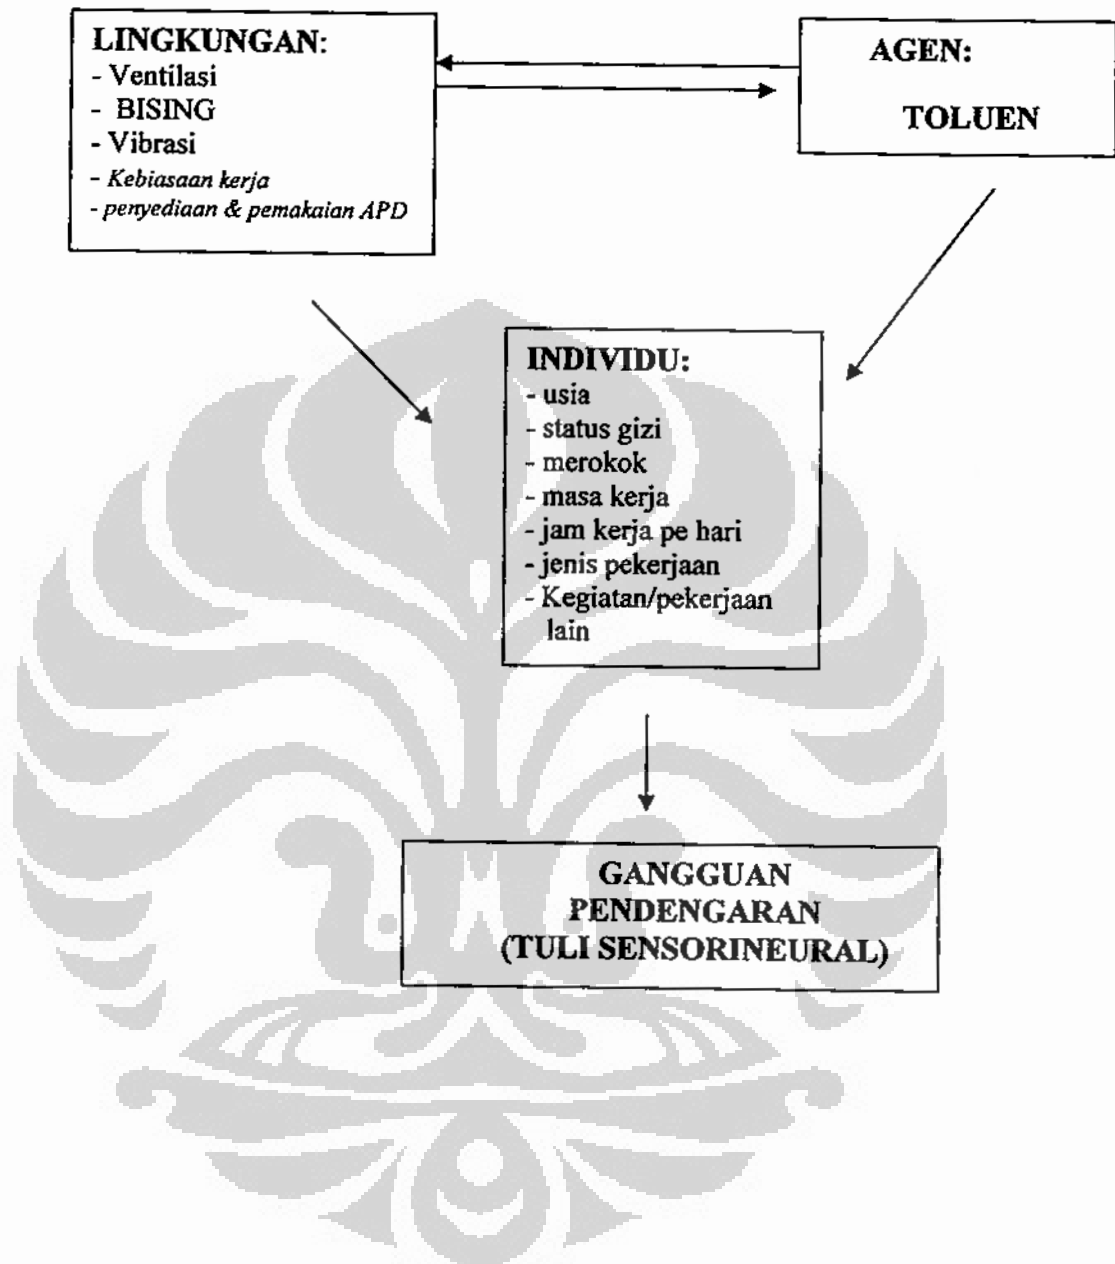 LINGKUNGAN:
- Ventilasi
- BISING
- Vibrasi
- Kebiasaan kerja
- penyediaan & pemakaian APD
AGEN:
TOLUEN
INDIVIDU:
- usia
- status gizi
- merokok
- masa kerja
- jam kerja pe hari
- jenis pekerjaan
- Kegiatan/pekerjaan
lain
GANGGUAN
PENDENGARAN
(TULI SENSORINEURAL)